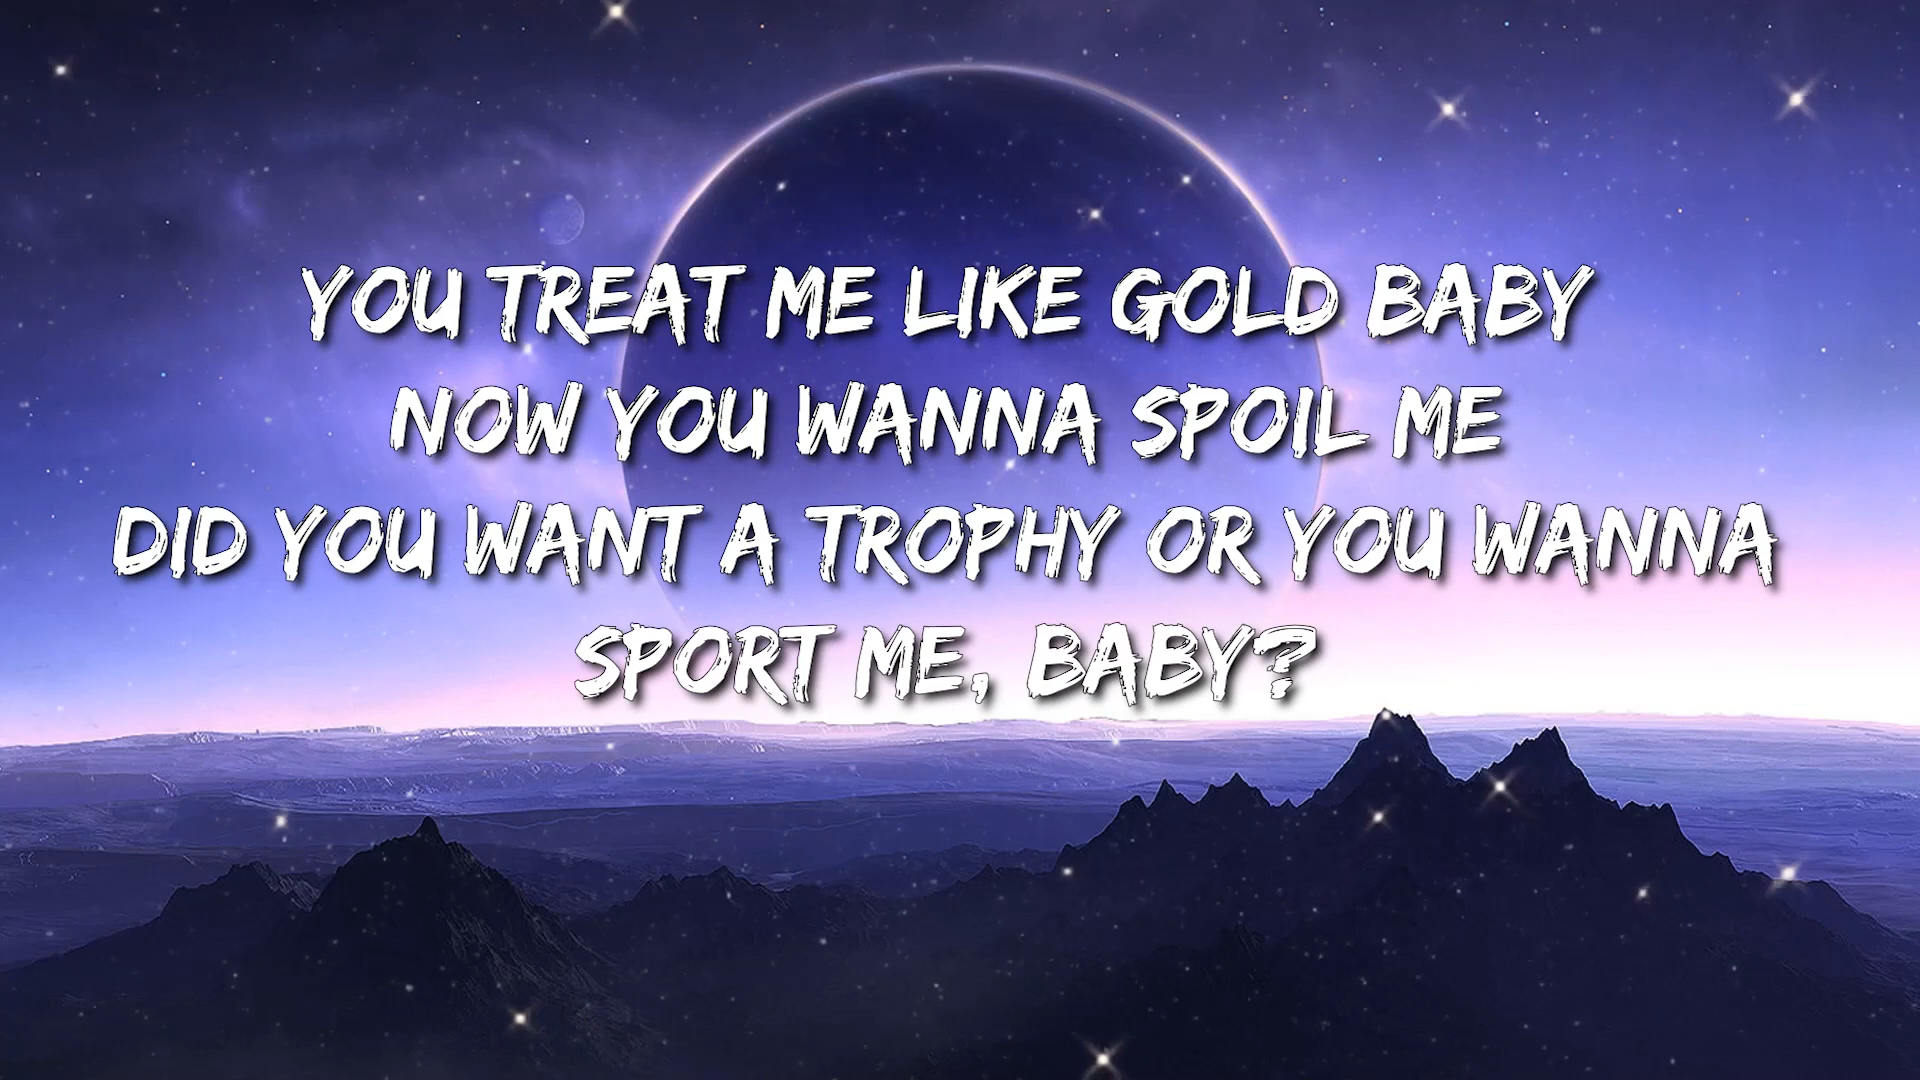 YOU TREAT ME LIKE GOLD BABY
NOW YOU WANNA SPOIL ME
DID YOU WANT A TROPHY OR YOU WANNA
SPORT ME, BABY?